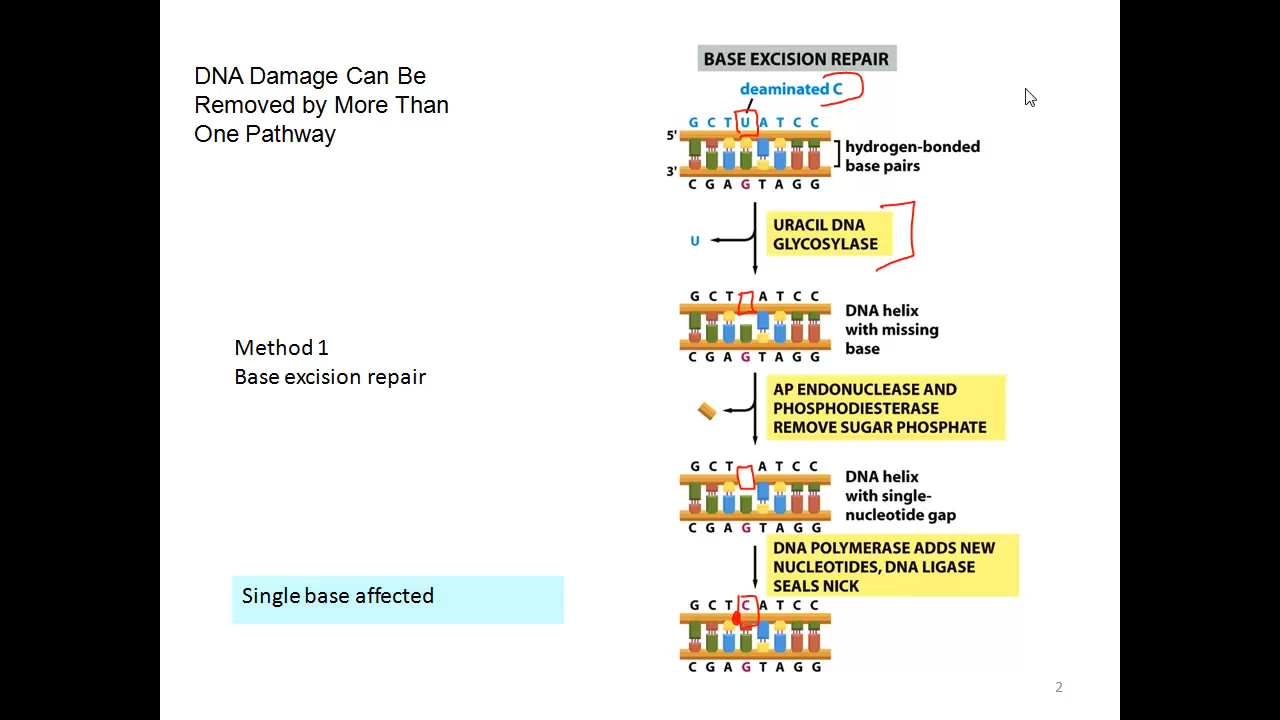 DNA Damage Can Be
Removed by More Than
One Pathway
Method 1
Base excision repair
Single base affected
BASE EXCISION REPAIR
deaminated C
G C T U A T C C
5'
hydrogen-bonded
base pairs
3'
C G A G T A G G
URACIL DNA
GLYCOSYLASE
U
G C T A T C C
DNA helix
with missing
base
C G A G T A G G
AP ENDONUCLEASE AND
PHOSPHODIESTERASE
REMOVE SUGAR PHOSPHATE
G C T A T C C
DNA helix
with single-
nucleotide gap
C G A G T A G G
DNA POLYMERASE ADDS NEW
NUCLEOTIDES, DNA LIGASE
SEALS NICK
G C T C A T C C
C G A G T A G G
2